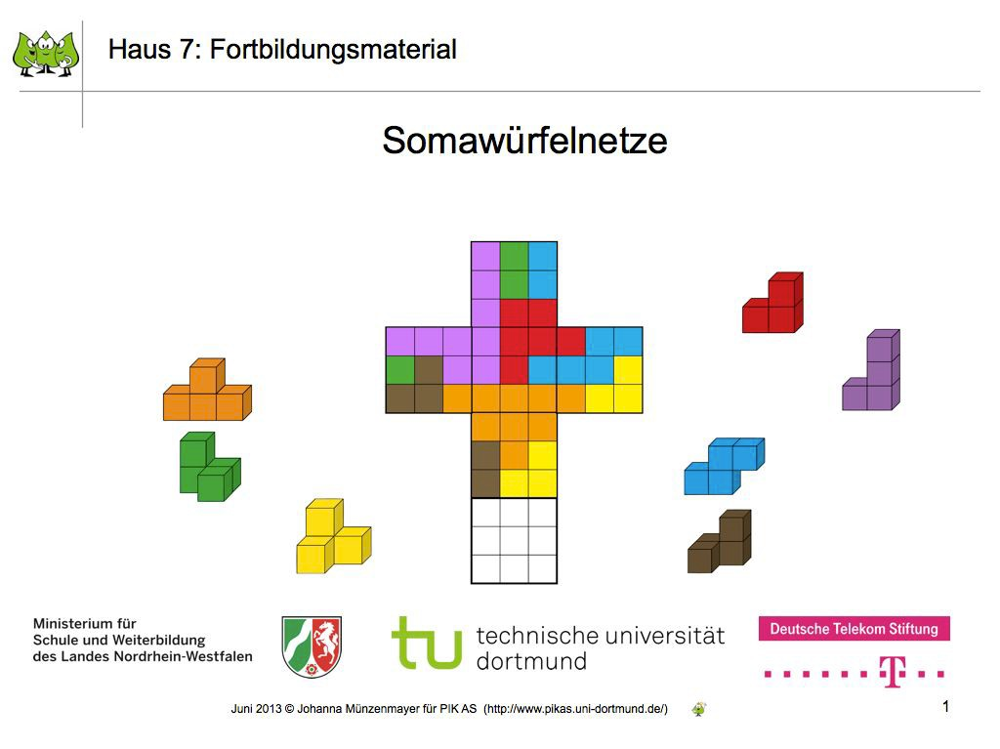 Haus 7: Fortbildungsmaterial
Somawürfelnetze
Ministerium für
Schule und Weiterbildung
des Landes Nordrhein-Westfalen
tu technische universität
dortmund
Deutsche Telekom Stiftung
T
Juni 2013 © Johanna Münzenmayer für PIK AS (http://www.pikas.uni-dortmund.de/)
1